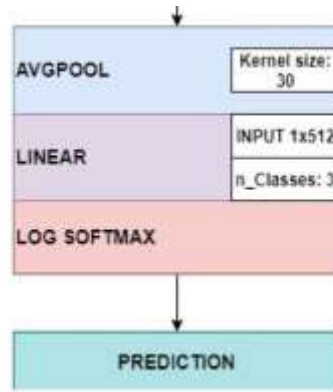 AVGPOOL
Kernel size:
30
LINEAR
INPUT 1x512
n_Classes: 3
LOG SOFTMAX
PREDICTION